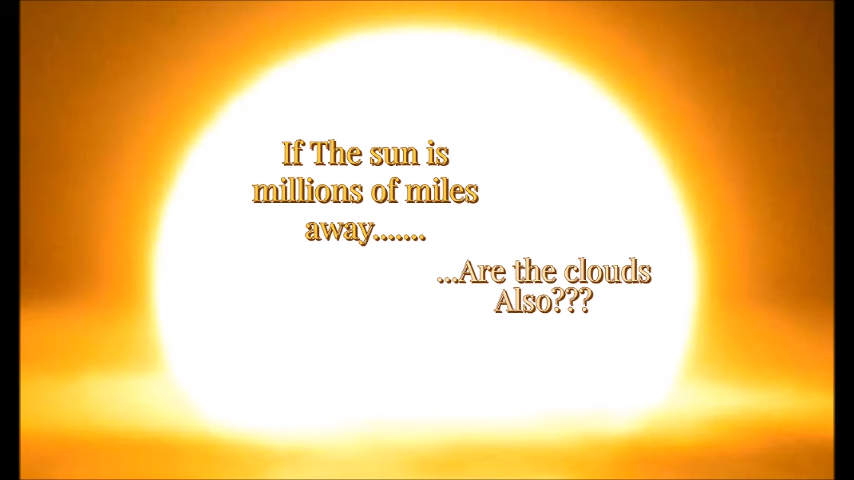 If The sun is
millions of miles
away.......
...Are the clouds
Also???